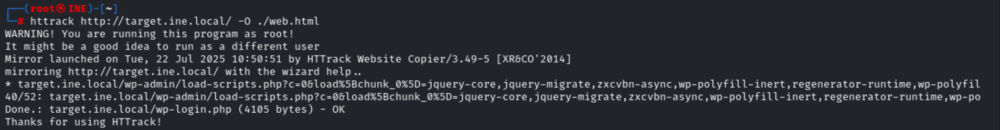 ┌──(root㉿INE)-[~]
└─# httrack http://target.ine.local/ -O ./web.html
WARNING! You are running this program as root!
It might be a good idea to run as a different user
Mirror launched on Tue, 22 Jul 2025 10:50:51 by HTTrack Website Copier/3.49-5 [XR&CO'2014]
mirroring http://target.ine.local/ with the wizard help..
* target.ine.local/wp-admin/load-scripts.php?c=0&load%5Bchunk_0%5D=jquery-core,jquery-migrate,zxcvbn-async,wp-polyfill-inert,regenerator-runtime,wp-polyfil
40/52: target.ine.local/wp-admin/load-scripts.php?c=0&load%5Bchunk_0%5D=jquery-core,jquery-migrate,zxcvbn-async,wp-polyfill-inert,regenerator-runtime,wp-po
Done.: target.ine.local/wp-login.php (4105 bytes) - OK
Thanks for using HTTrack!